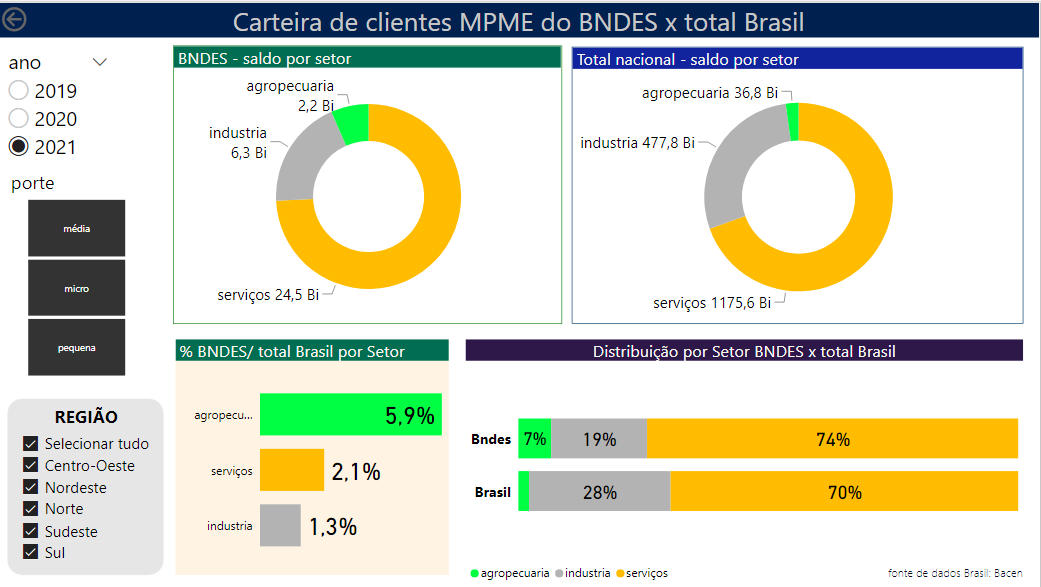 Carteira de clientes MPME do BNDES x total Brasil
ano
2019
2020
2021
porte
média
micro
pequena
REGIÃO
Selecionar tudo
Centro-Oeste
Nordeste
Norte
Sudeste
Sul
BNDES - saldo por setor
agropecuaria
2,2 Bi
industria
6,3 Bi
serviços 24,5 Bi
Total nacional - saldo por setor
agropecuaria 36,8 Bi
industria 477,8 Bi
serviços 1175,6 Bi
% BNDES/ total Brasil por Setor
agropecu... 5,9%
serviços 2,1%
industria 1,3%
Distribuição por Setor BNDES x total Brasil
Bndes 7% 19% 74%
Brasil 28% 70%
agropecuaria industria serviços
fonte de dados Brasil: Bacen